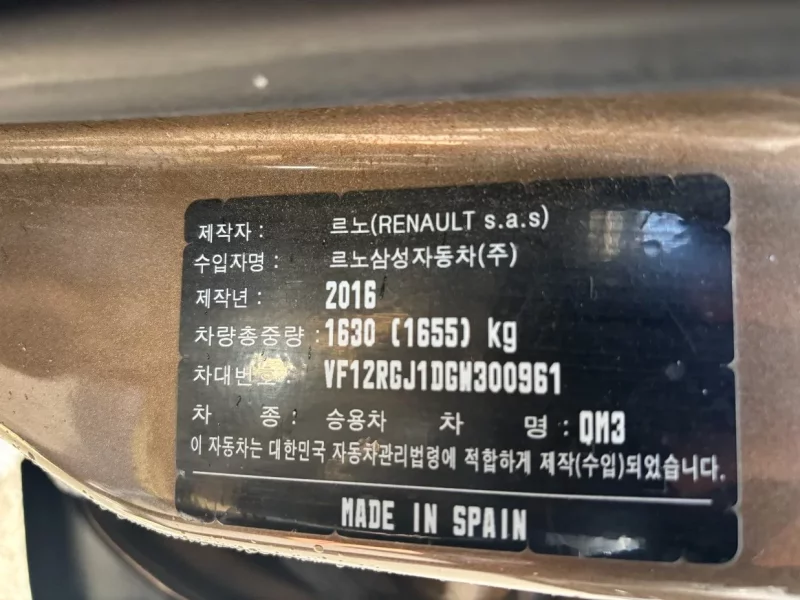 제작자 : 르노(RENAULT s.a.s)
수입자명 : 르노삼성자동차(주)
제작년 : 2016
차량총중량 : 1630 (1655) kg
차대번호 : VF12RGJ1DGW300961
차 종 : 승용차 차 명 : QM3
이 자동차는 대한민국 자동차관리법령에 적합하게 제작(수입)되었습니다.
MADE IN SPAIN